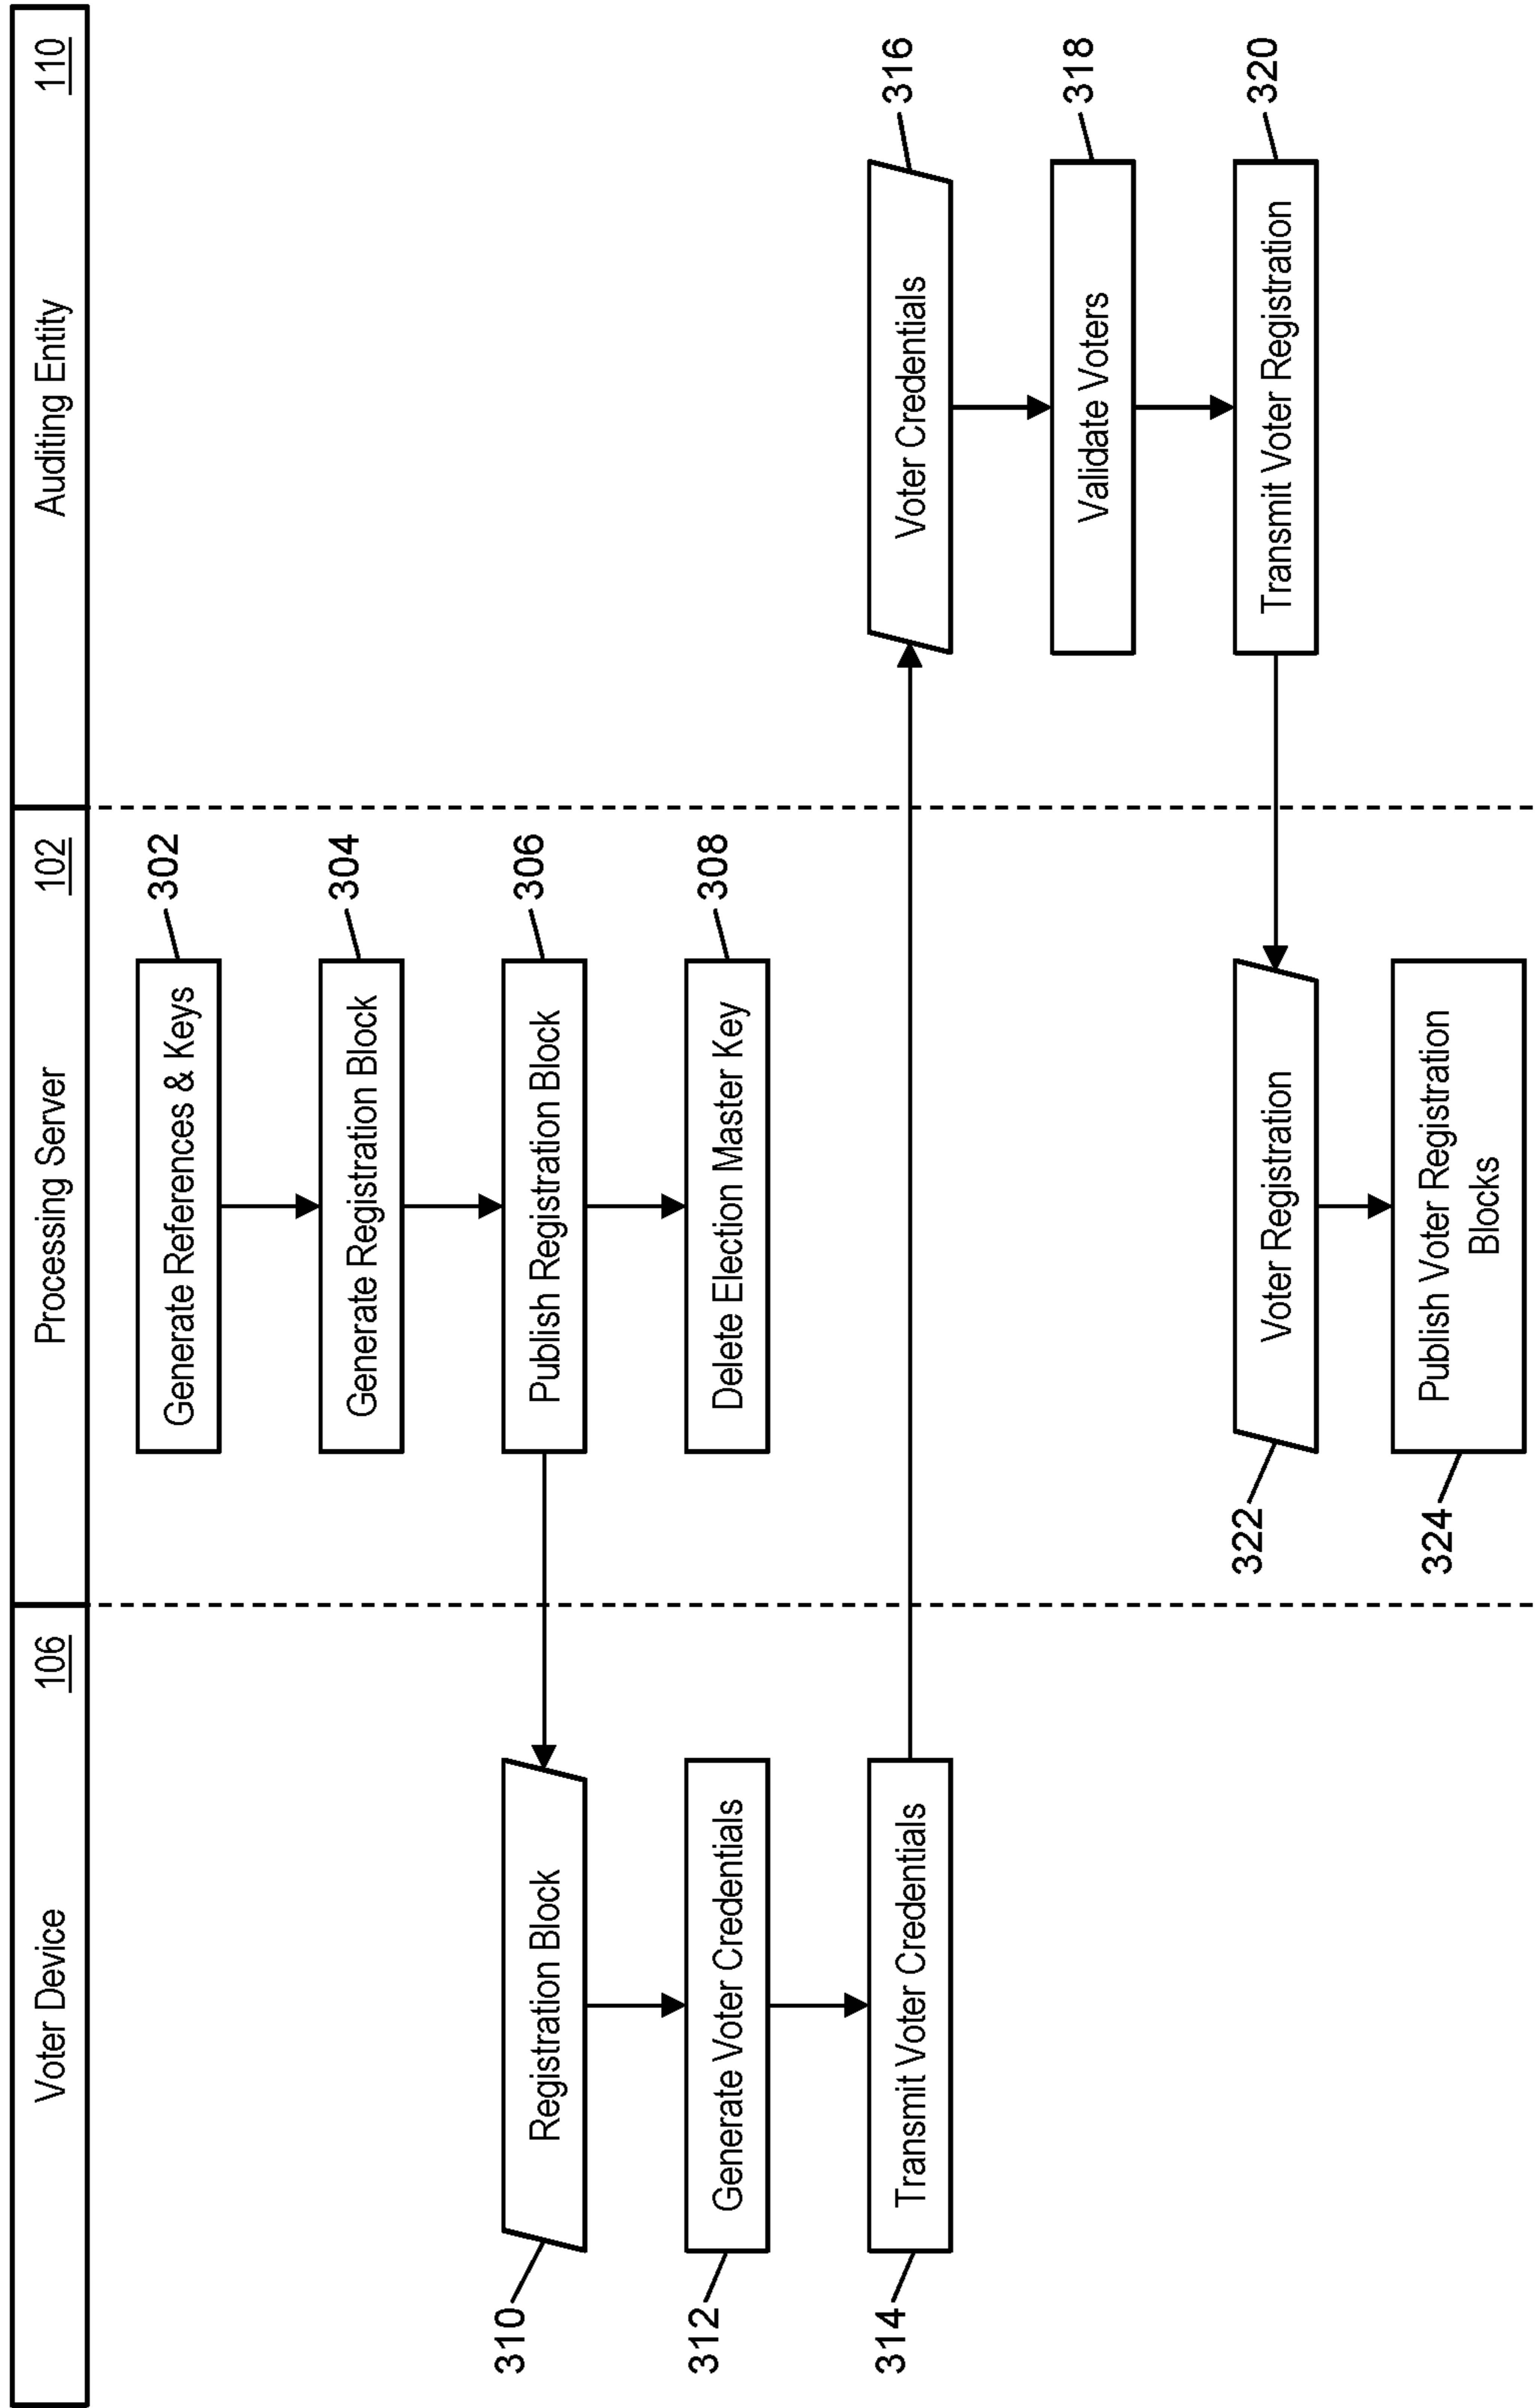 Voter Device 106
Processing Server 102
Auditing Entity 110
Generate References & Keys
302
Generate Registration Block
304
Publish Registration Block
306
Delete Election Master Key
308
310
Registration Block
312
Generate Voter Credentials
314
Transmit Voter Credentials
Voter Credentials
316
Validate Voters
318
Transmit Voter Registration
320
322
Voter Registration
324
Publish Voter Registration
Blocks